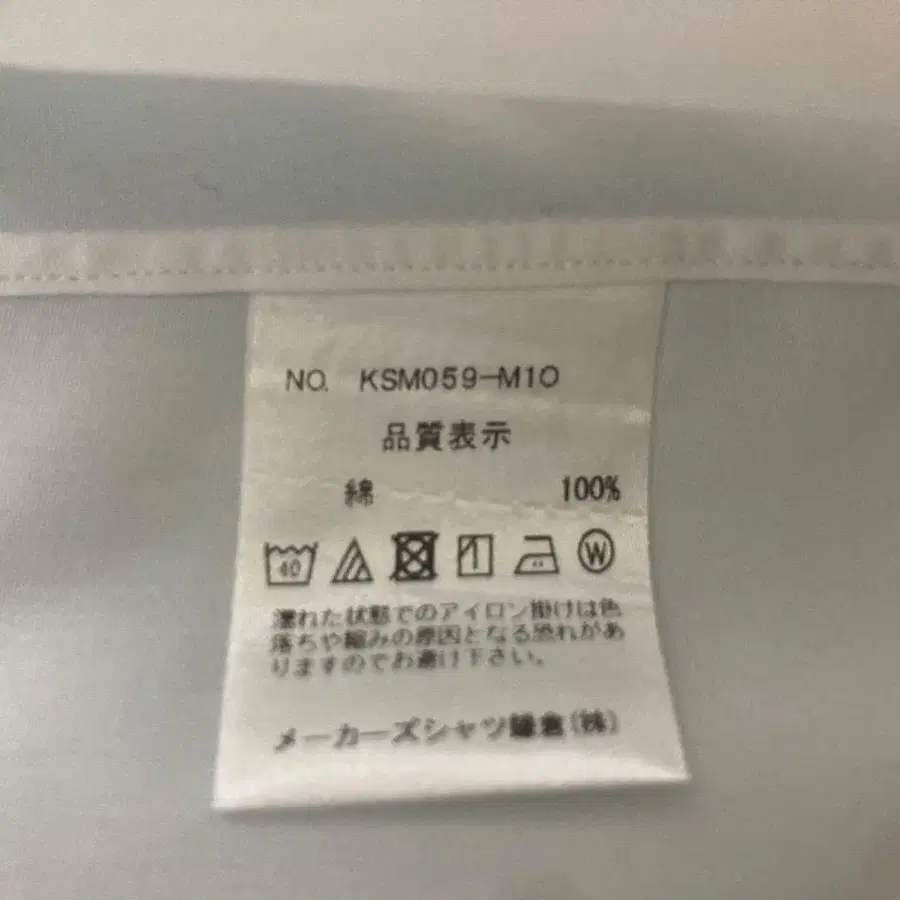 NO. KSM059-M10
品質表示
綿 100%
40 W
濡れた状態でのアイロン掛けは色
落ちや縮みの原因となる恐れがあ
りますのでお避け下さい。
メーカーズシャツ鎌倉(株)